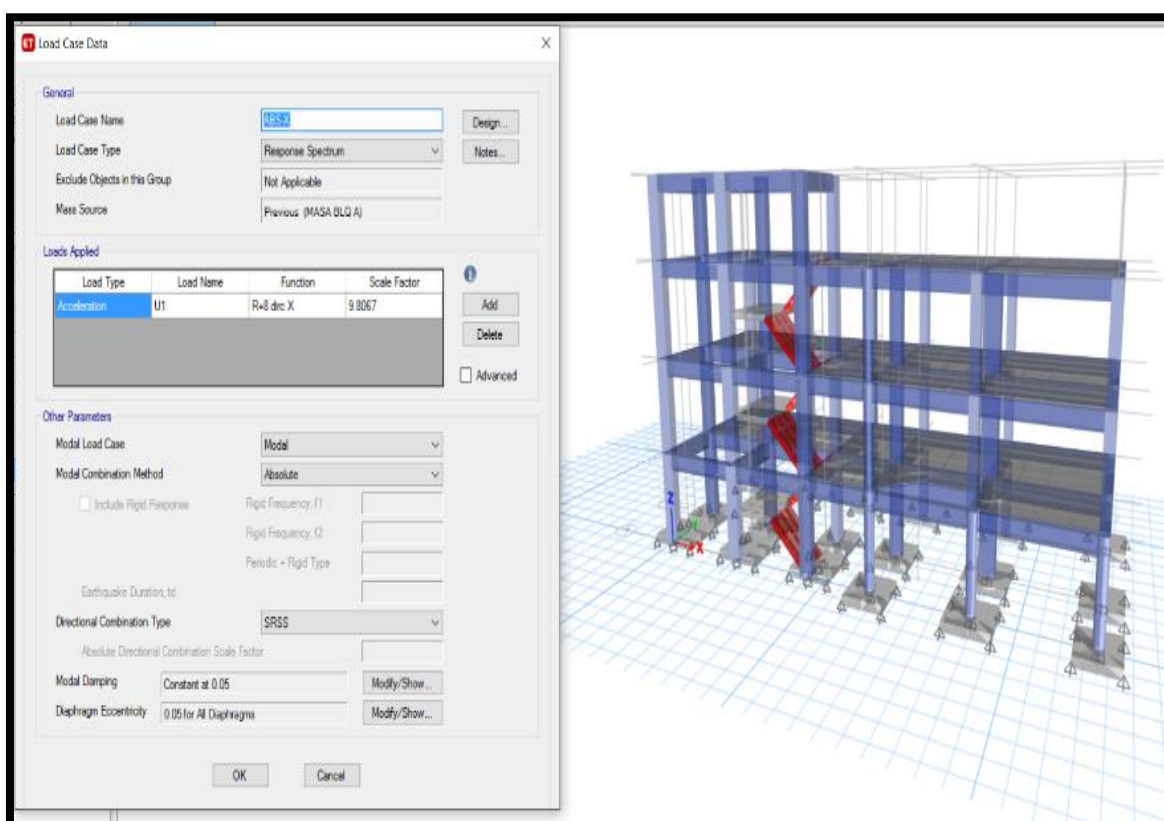 Load Case Data
X
General
Load Case Name ABS-X Design...
Load Case Type Response Spectrum Notes...
Exclude Objects in this Group Not Applicable
Mass Source Previous (MASA BLQ A)
Loads Applied
Load Type Load Name Function Scale Factor
Acceleration U1 R=8 dirc X 9.8067
Add
Delete
Advanced
Other Parameters
Modal Load Case Modal
Modal Combination Method Absolute
Include Rigid Response Rigid Frequency, f1
Rigid Frequency, f2
Periodic + Rigid Type
Earthquake Duration, td
Directional Combination Type SRSS
Absolute Directional Combination Scale Factor
Modal Damping Constant at 0.05 Modify/Show...
Diaphragm Eccentricity 0.05 for All Diaphragms Modify/Show...
OK Cancel
Z
Y
X